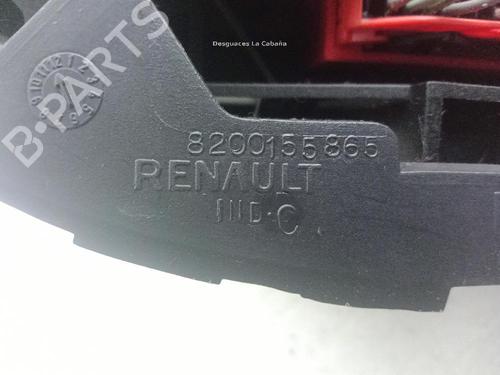 Desguaces La Cabaña
B-PARTS
8200155865
RENAULT
IND·C